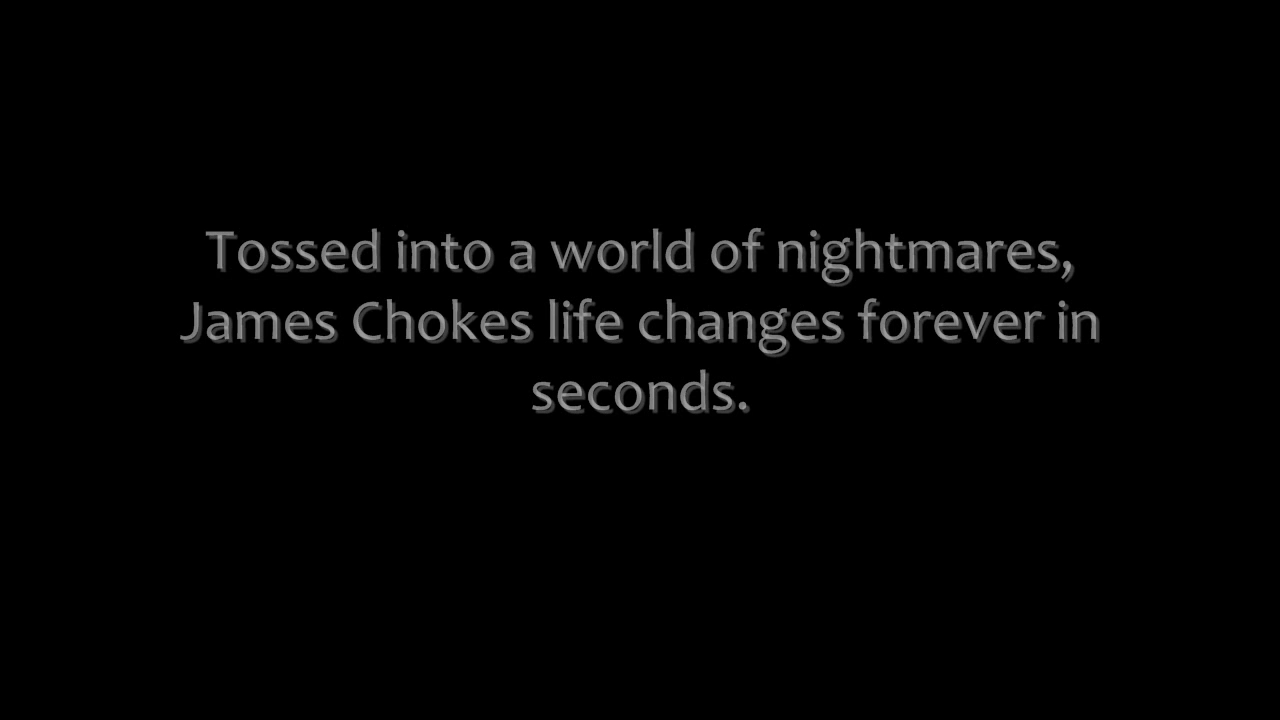 Tossed into a world of nightmares,
James Chokes life changes forever in
seconds.